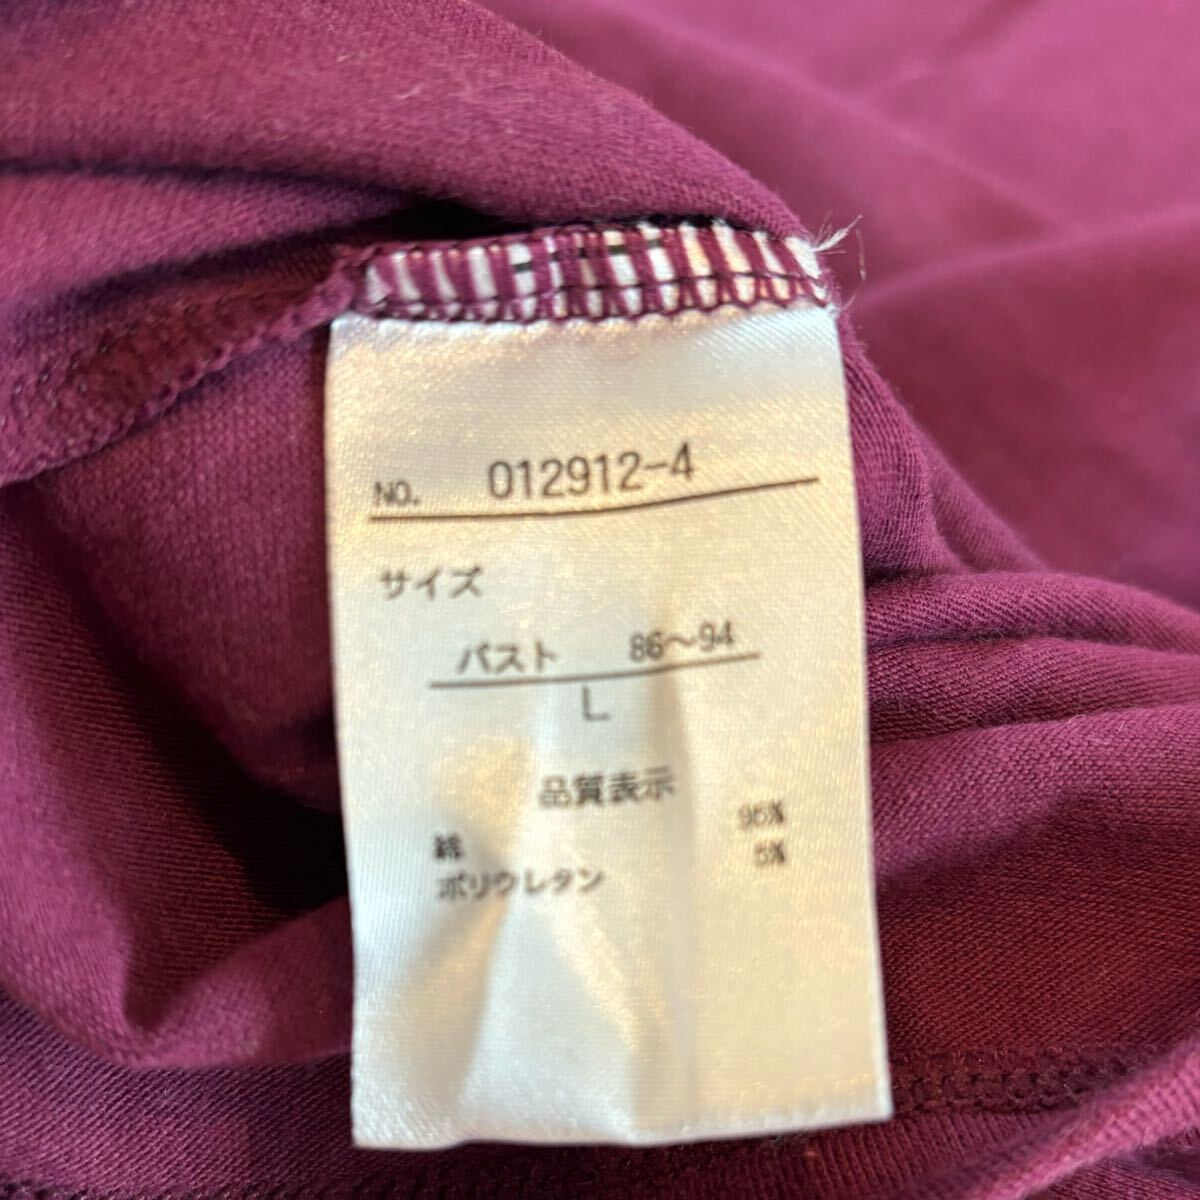 NO. 012912-4
サイズ
バスト 86〜94
L
品質表示
綿 95%
ポリウレタン 5%